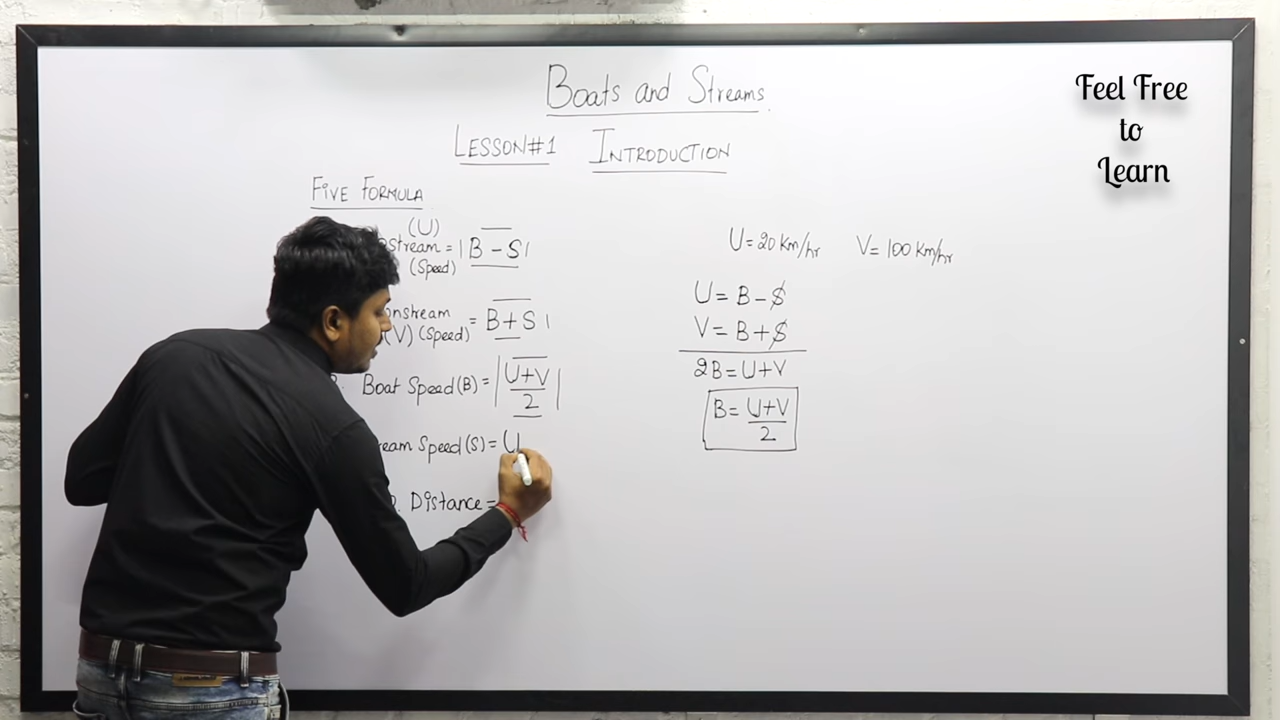 Boats and Streams.
LESSON#1 INTRODUCTION
Feel Free
to
Learn
FIVE FORMULA
(U)
stream = |B - S|
(Speed)
nstream = B+S|
(V) (Speed)
Boat Speed(B) = |U+V/2|
eam Speed(S) = U
Distance =
U=20 km/hr V=100 km/hr
U = B - S
V = B + S
2B = U+V
B = U+V/2